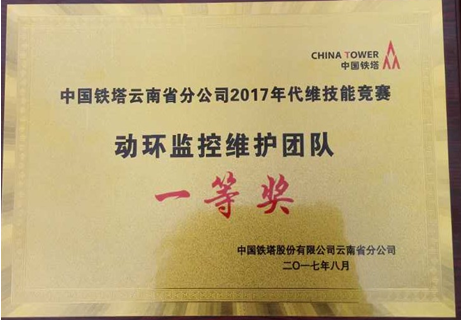 CHINA TOWER
中国铁塔
中国铁塔云南省分公司2017年代维技能竞赛
动环监控维护团队
一等奖
中国铁塔股份有限公司云南省分公司
二〇一七年八月